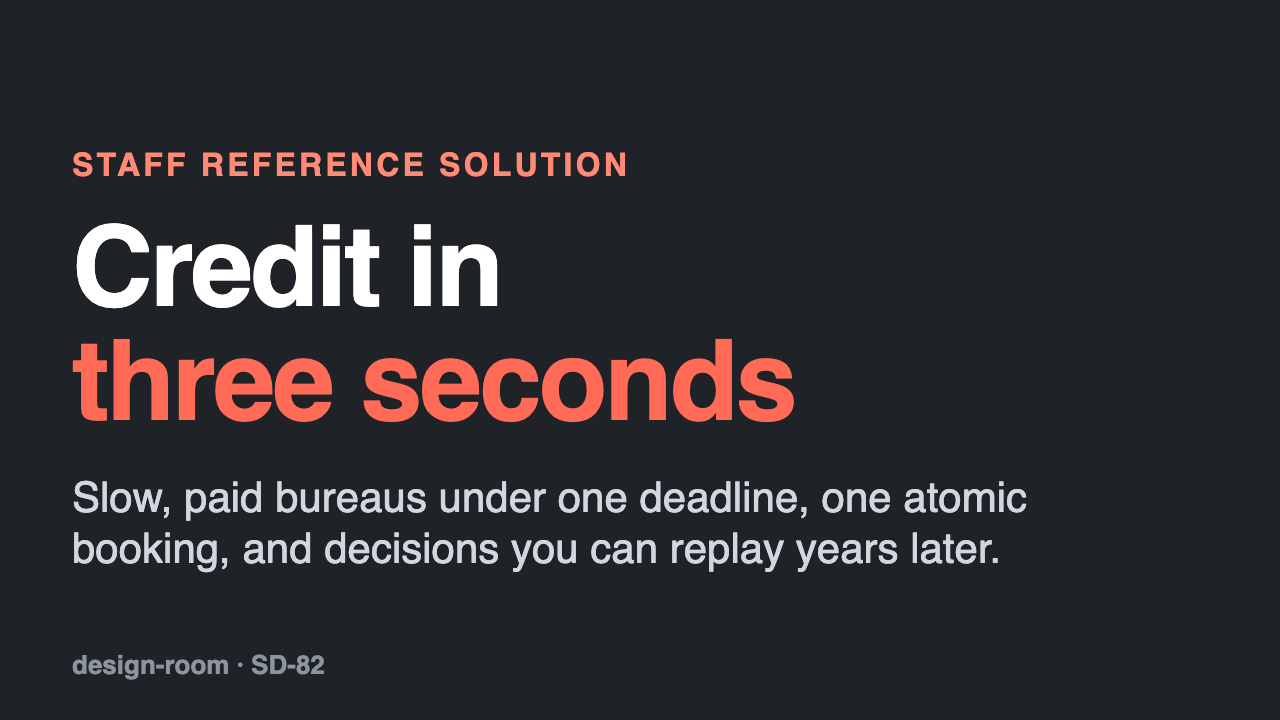 STAFF REFERENCE SOLUTION
Credit in
three seconds
Slow, paid bureaus under one deadline, one atomic
booking, and decisions you can replay years later.
design-room · SD-82